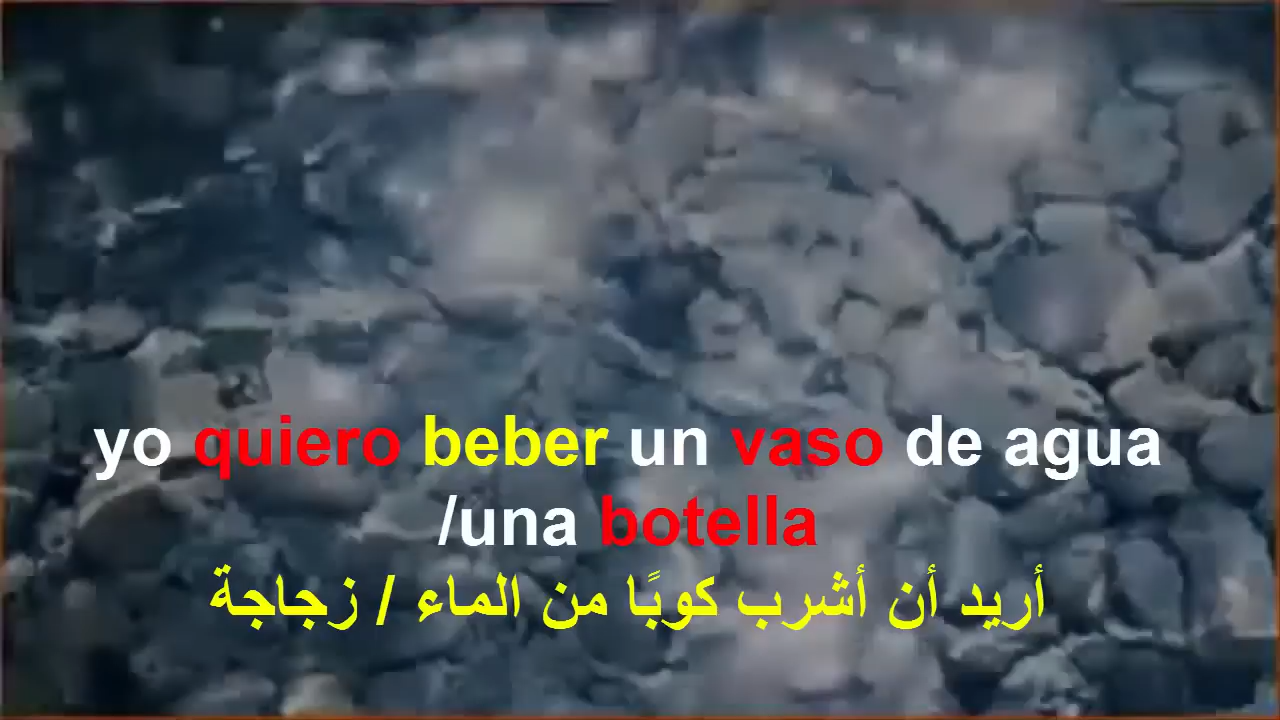 yo quiero beber un vaso de agua
/una botella
أريد أن أشرب كوبًا من الماء / زجاجة